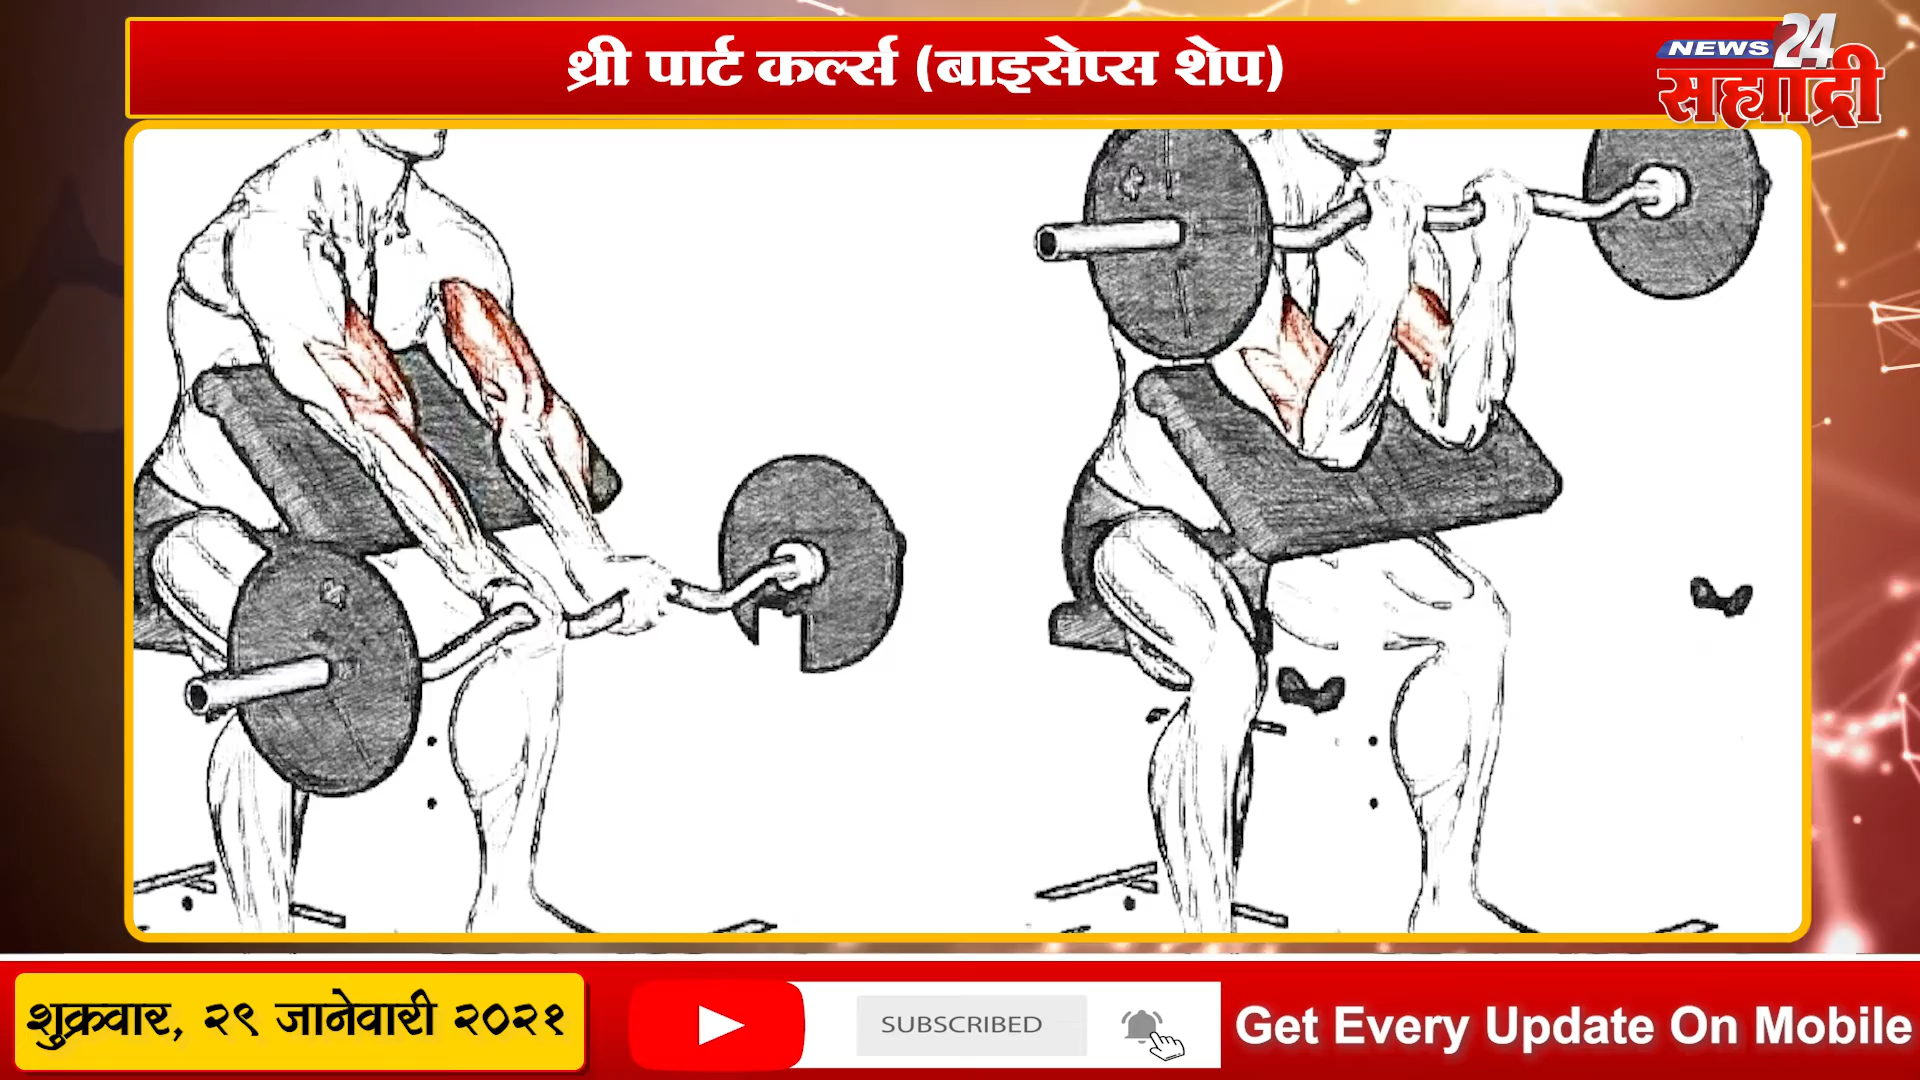 थ्री पार्ट कर्ल्स (बाइसेप्स शेप)
NEWS 24
सह्याद्री
शुक्रवार, २९ जानेवारी २०२१
SUBSCRIBED
Get Every Update On Mobile